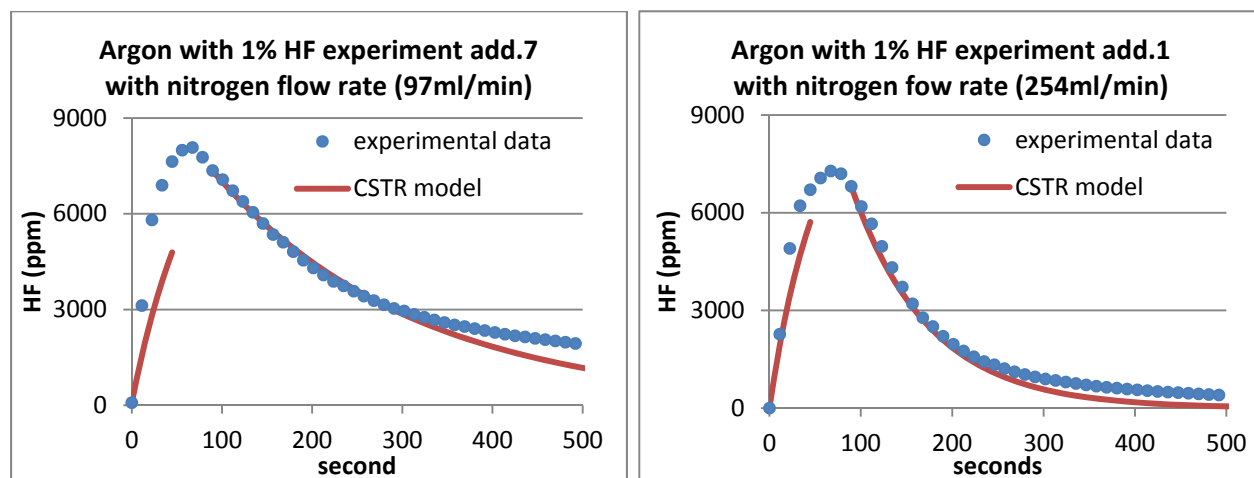 Argon with 1% HF experiment add.7
with nitrogen flow rate (97ml/min)
9000
experimental data
CSTR model
6000
HF (ppm)
3000
0
0 100 200 300 400 500
second
Argon with 1% HF experiment add.1
with nitrogen fow rate (254ml/min)
9000
experimental data
CSTR model
6000
HF (ppm)
3000
0
0 100 200 300 400 500
seconds